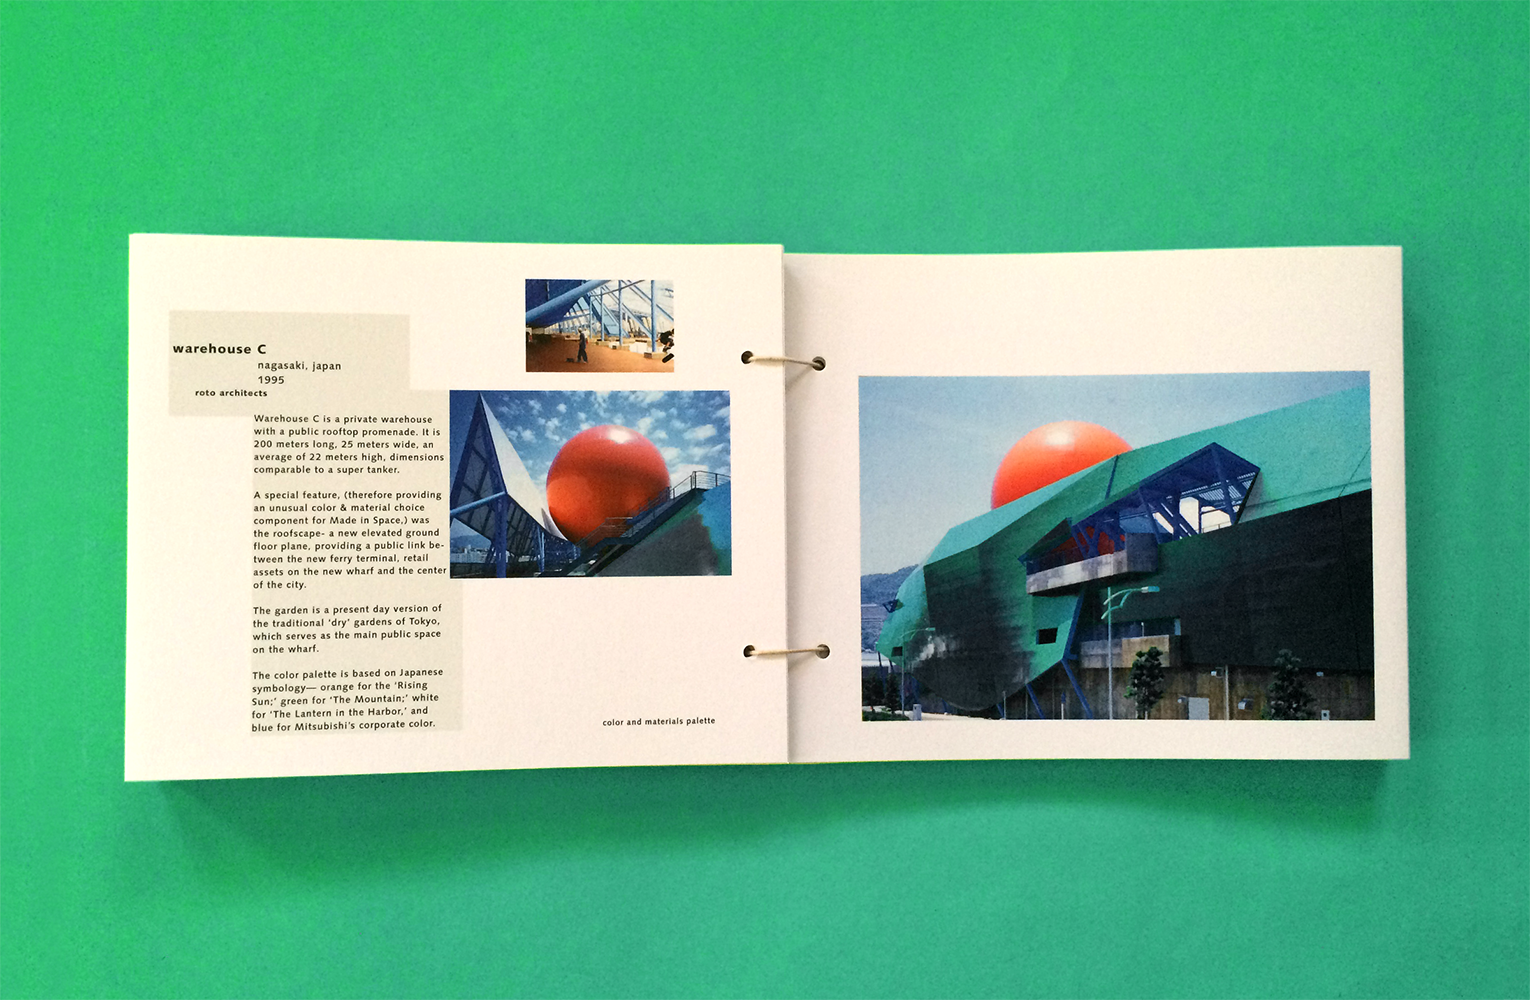 warehouse C
nagasaki, japan
1995
roto architects
Warehouse C is a private warehouse
with a public rooftop promenade. It is
200 meters long, 25 meters wide, an
average of 22 meters high, dimensions
comparable to a super tanker.
A special feature, (therefore providing
an unusual color & material choice
component for Made in Space,) was
the roofscape- a new elevated ground
floor plane, providing a public link be-
tween the new ferry terminal, retail
assets on the new wharf and the center
of the city.
The garden is a present day version of
the traditional ‘dry’ gardens of Tokyo,
which serves as the main public space
on the wharf.
The color palette is based on Japanese
symbology— orange for the ‘Rising
Sun;’ green for ‘The Mountain;’ white
for ‘The Lantern in the Harbor,’ and
blue for Mitsubishi’s corporate color.
color and materials palette